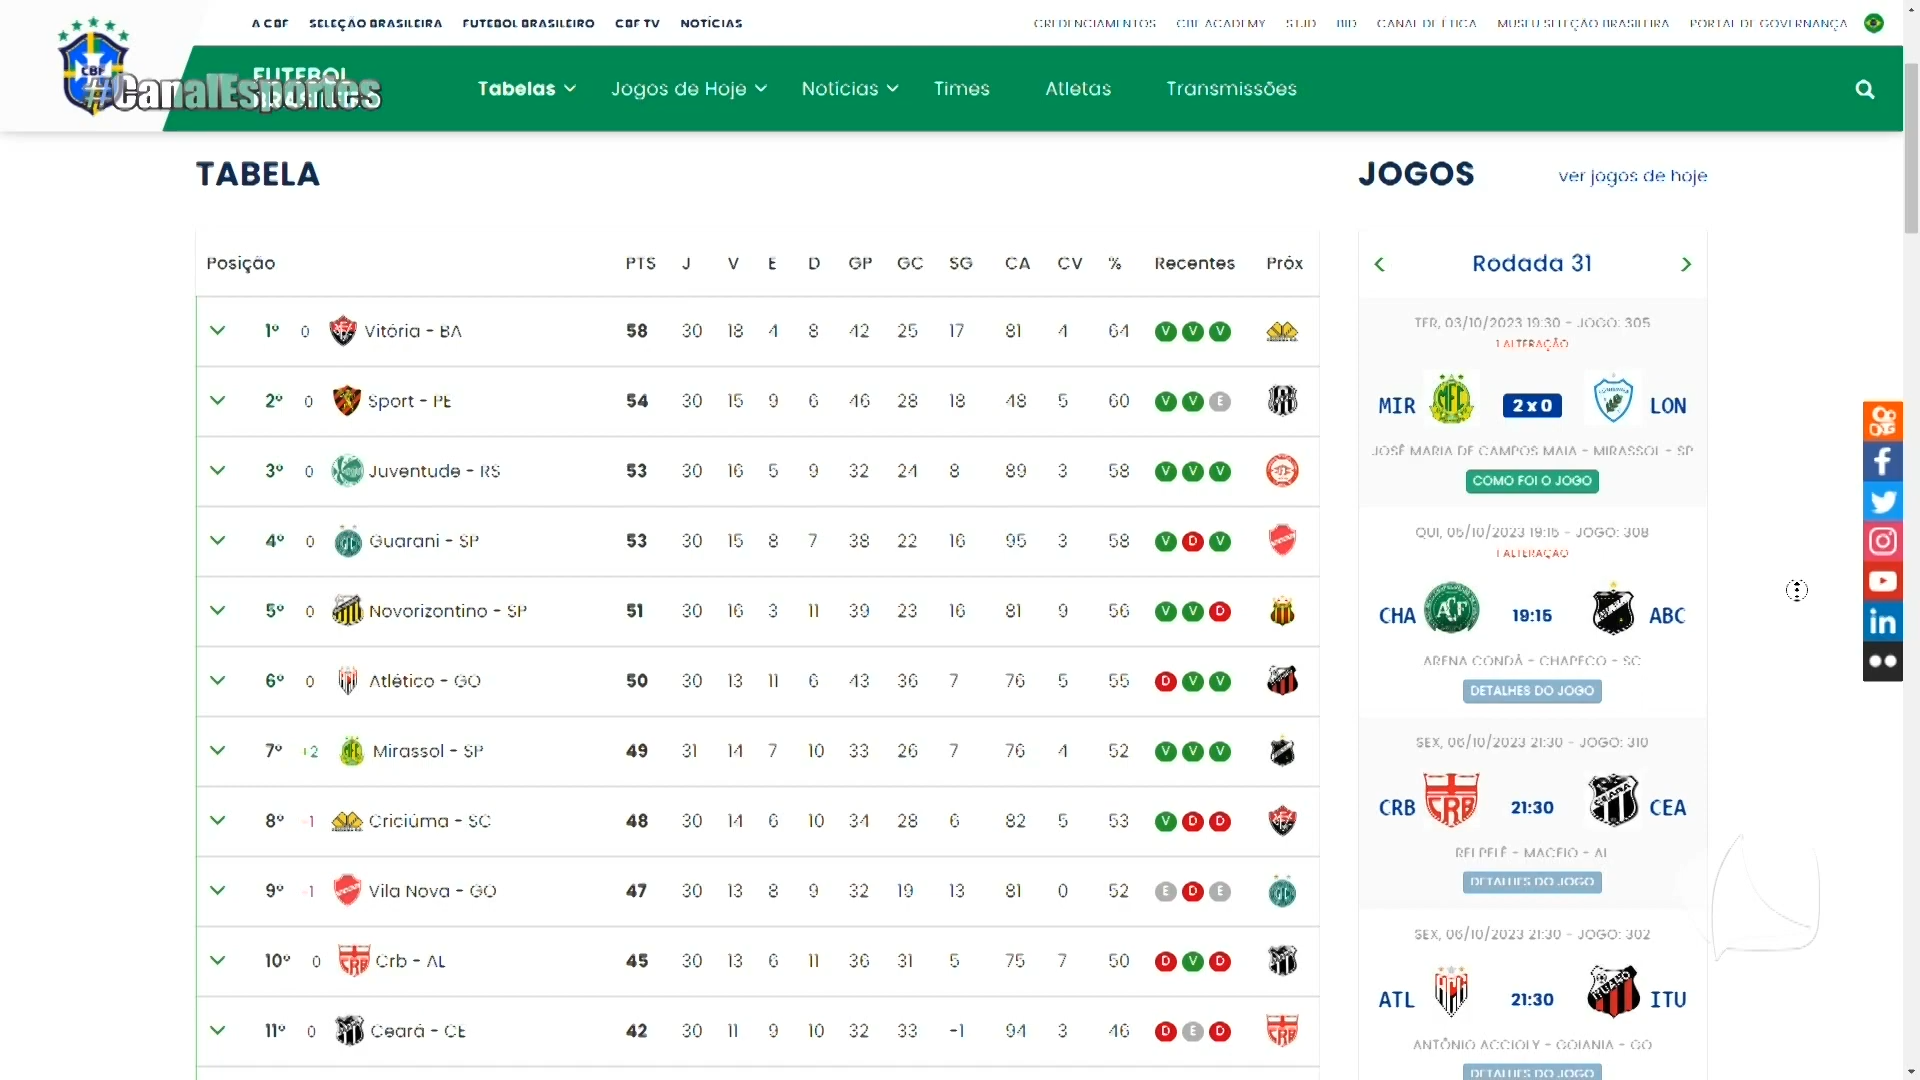 A CBF SELEÇÃO BRASILEIRA FUTEBOL BRASILEIRO CBF TV NOTÍCIAS CREDENCIAMENTOS CBF ACADEMY STJD BID CANAL DE ÉTICA MUSEU SELEÇÃO BRASILEIRA PORTAL DE GOVERNANÇA
CBF
FUTEBOL
BRASILEIRO
#CanalEsportes
Tabelas Jogos de Hoje Notícias Times Atletas Transmissões
TABELA
JOGOS ver jogos de hoje
Posição PTS J V E D GP GC SG CA CV % Recentes Próx
1º 0 Vitória - BA 58 30 18 4 8 42 25 17 81 4 64 V V V
2º 0 Sport - PE 54 30 15 9 6 46 28 18 48 5 60 V V E
3º 0 Juventude - RS 53 30 16 5 9 32 24 8 89 3 58 V V V
4º 0 Guarani - SP 53 30 15 8 7 38 22 16 95 3 58 V D V
5º 0 Novorizontino - SP 51 30 16 3 11 39 23 16 81 9 56 V V D
6º 0 Atlético - GO 50 30 13 11 6 43 36 7 76 5 55 D V V
7º +2 Mirassol - SP 49 31 14 7 10 33 26 7 76 4 52 V V V
8º -1 Criciúma - SC 48 30 14 6 10 34 28 6 82 5 53 V D D
9º -1 Vila Nova - GO 47 30 13 8 9 32 19 13 81 0 52 E D E
10º 0 Crb - AL 45 30 13 6 11 36 31 5 75 7 50 D V D
11º 0 Ceará - CE 42 30 11 9 10 32 33 -1 94 3 46 D E D
Rodada 31
TER, 03/10/2023 19:30 - JOGO: 305
1 ALTERAÇÃO
MIR 2 x 0 LON
JOSÉ MARIA DE CAMPOS MAIA - MIRASSOL - SP
COMO FOI O JOGO
QUI, 05/10/2023 19:15 - JOGO: 308
1 ALTERAÇÃO
CHA 19:15 ABC
ARENA CONDÁ - CHAPECO - SC
DETALHES DO JOGO
SEX, 06/10/2023 21:30 - JOGO: 310
CRB 21:30 CEA
REI PELÉ - MACEIO - AL
DETALHES DO JOGO
SEX, 06/10/2023 21:30 - JOGO: 302
ATL 21:30 ITU
ANTÔNIO ACCIOLY - GOIANIA - GO
DETALHES DO JOGO